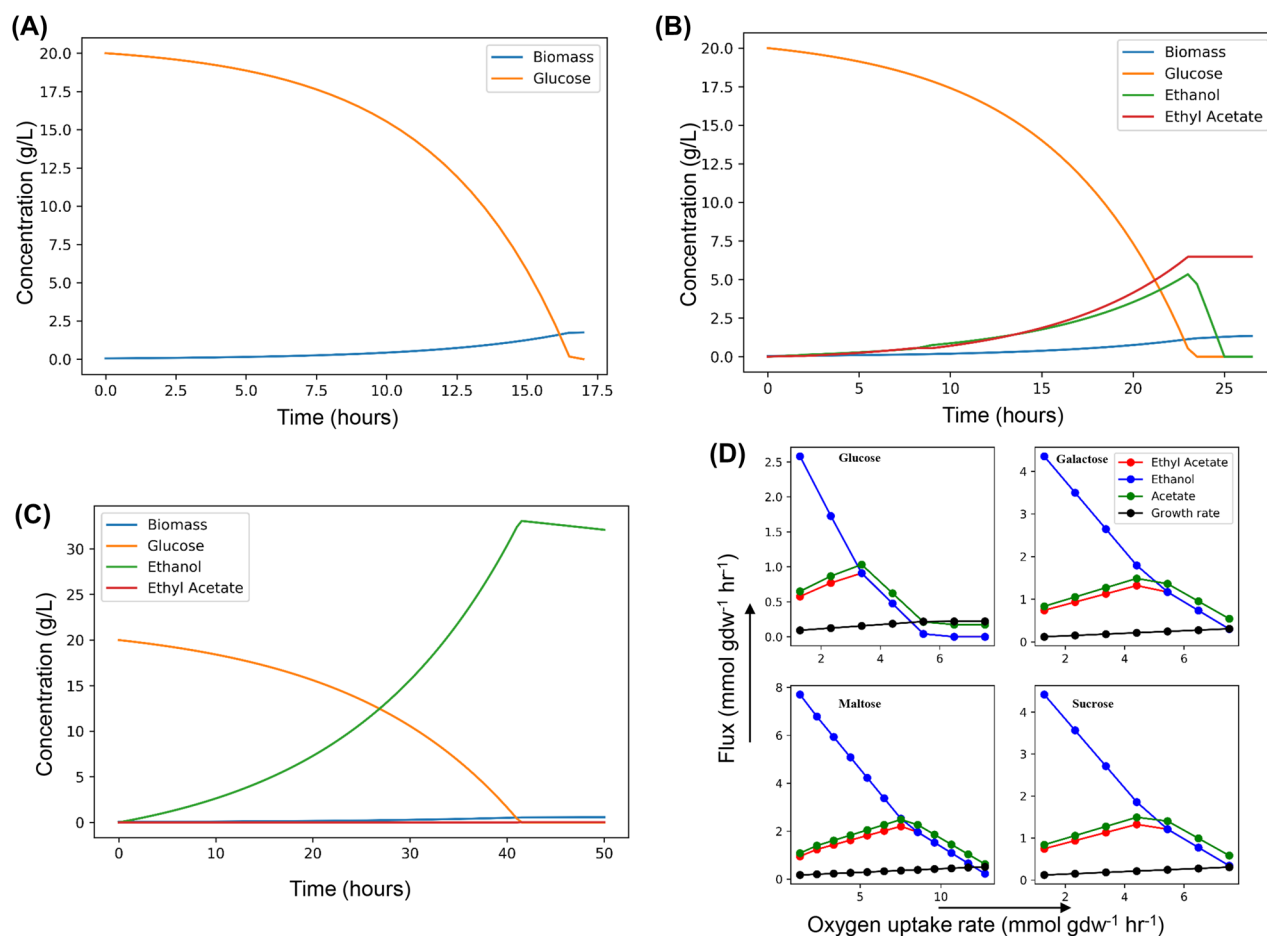 (A)
20.0
17.5
15.0
12.5
10.0
7.5
5.0
2.5
0.0
Concentration (g/L)
Biomass
Glucose
0.0 2.5 5.0 7.5 10.0 12.5 15.0 17.5
Time (hours)
(B)
20.0
17.5
15.0
12.5
10.0
7.5
5.0
2.5
0.0
Concentration (g/L)
Biomass
Glucose
Ethanol
Ethyl Acetate
0 5 10 15 20 25
Time (hours)
(C)
30
25
20
15
10
5
0
Concentration (g/L)
Biomass
Glucose
Ethanol
Ethyl Acetate
0 10 20 30 40 50
Time (hours)
(D)
Flux (mmol gdw-1 hr-1)
Glucose
2.5
2.0
1.5
1.0
0.5
0.0
2 4 6
Galactose
Ethyl Acetate
Ethanol
Acetate
Growth rate
4
3
2
1
0
2 4 6
Maltose
8
6
4
2
0
5 10
Sucrose
4
3
2
1
0
2 4 6
Oxygen uptake rate (mmol gdw-1 hr-1)